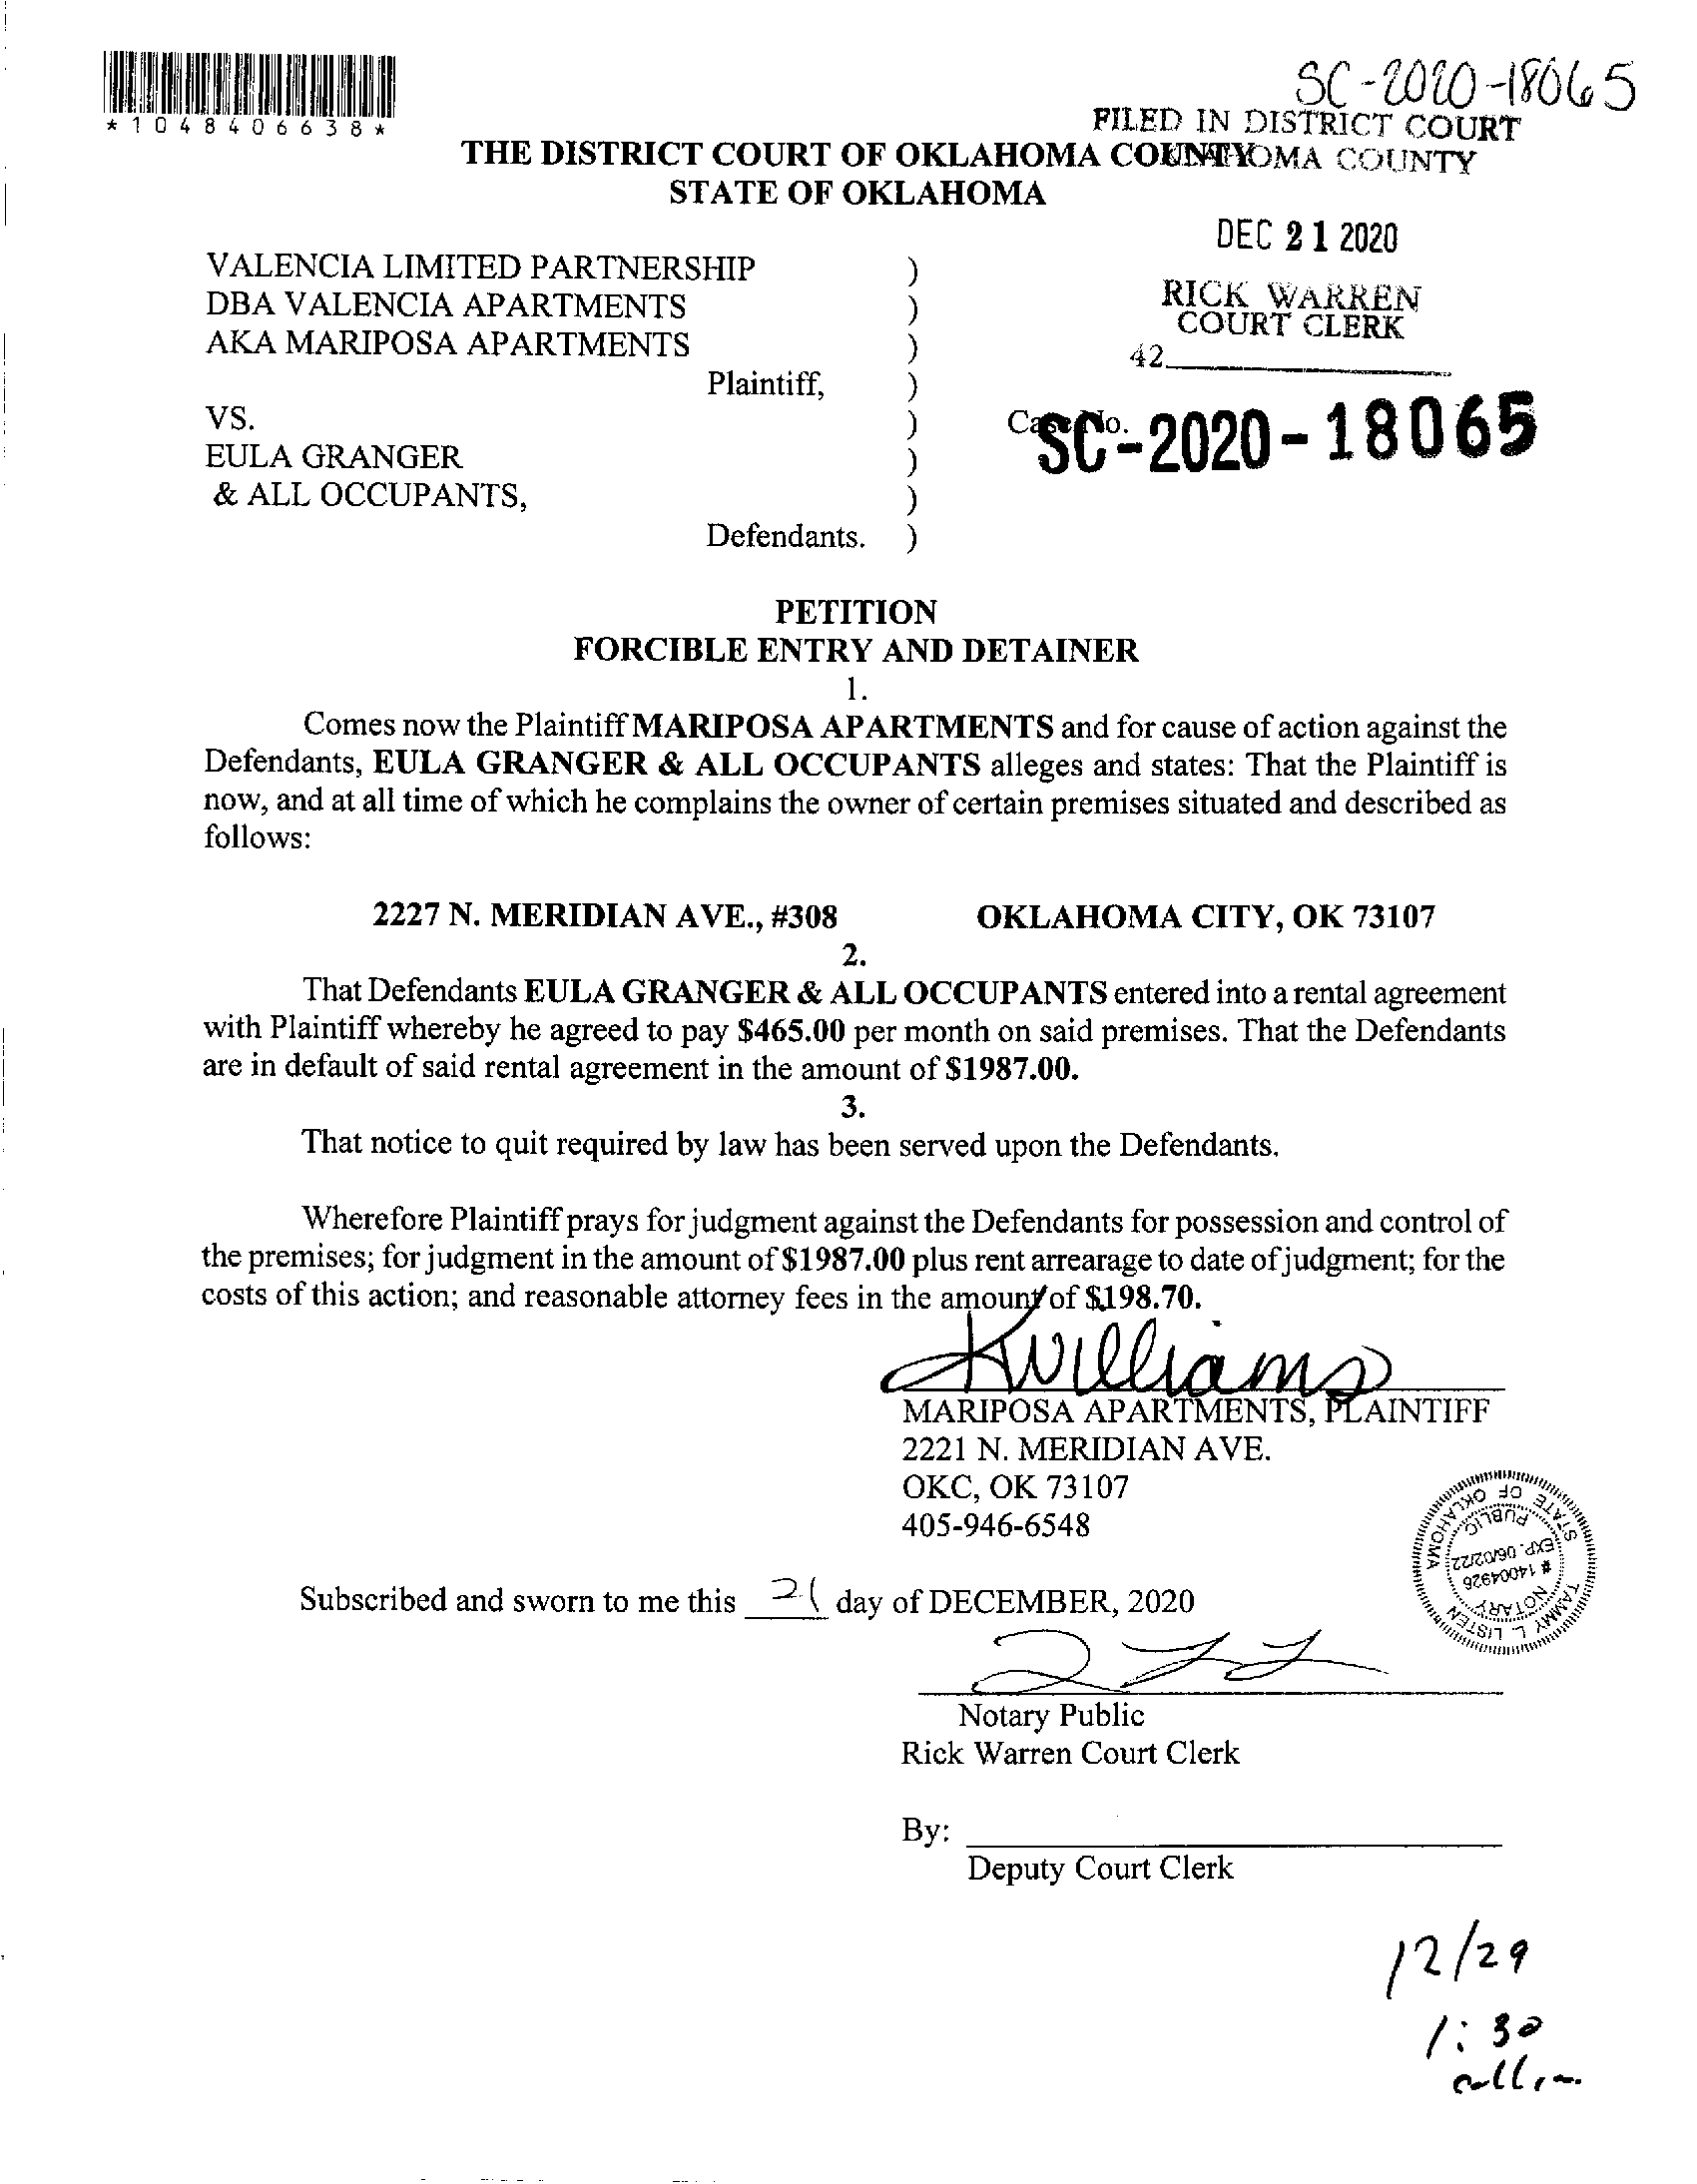 SC-2020-18065
*1048406638*
FILED IN DISTRICT COURT
THE DISTRICT COURT OF OKLAHOMA COUNTY
OMA COUNTY
STATE OF OKLAHOMA
DEC 21 2020
VALENCIA LIMITED PARTNERSHIP )
DBA VALENCIA APARTMENTS )
AKA MARIPOSA APARTMENTS )
RICK WARREN
COURT CLERK
42
Plaintiff, )
VS. )
Case No.
SC-2020-18065
EULA GRANGER )
& ALL OCCUPANTS, )
Defendants. )
PETITION
FORCIBLE ENTRY AND DETAINER
1.
Comes now the Plaintiff MARIPOSA APARTMENTS and for cause of action against the
Defendants, EULA GRANGER & ALL OCCUPANTS alleges and states: That the Plaintiff is
now, and at all time of which he complains the owner of certain premises situated and described as
follows:
2227 N. MERIDIAN AVE., #308 OKLAHOMA CITY, OK 73107
2.
That Defendants EULA GRANGER & ALL OCCUPANTS entered into a rental agreement
with Plaintiff whereby he agreed to pay $465.00 per month on said premises. That the Defendants
are in default of said rental agreement in the amount of $1987.00.
3.
That notice to quit required by law has been served upon the Defendants.
Wherefore Plaintiff prays for judgment against the Defendants for possession and control of
the premises; for judgment in the amount of $1987.00 plus rent arrearage to date of judgment; for the
costs of this action; and reasonable attorney fees in the amount of $198.70.
KWilliams
MARIPOSA APARTMENTS, PLAINTIFF
2221 N. MERIDIAN AVE.
OKC, OK 73107
405-946-6548
TAMMY L. LISTEN
STATE OF OKLAHOMA
NOTARY
# 14004926
EXP. 06/02/22
PUBLIC
Subscribed and sworn to me this 21 day of DECEMBER, 2020
Notary Public
Rick Warren Court Clerk
By:
Deputy Court Clerk
12/29
1:30